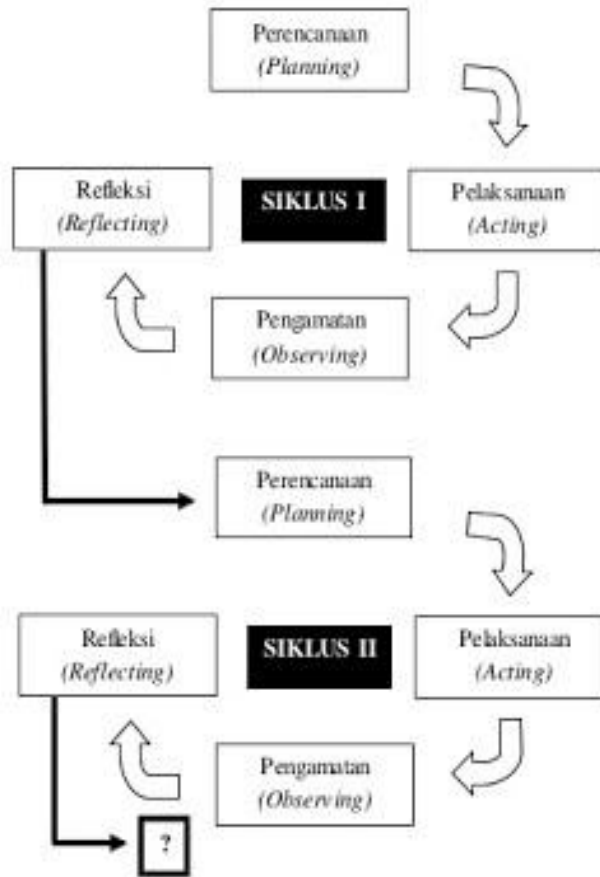 Perencanaan
(Planning)
Refleksi
(Reflecting)
SIKLUS I
Pelaksanaan
(Acting)
Pengamatan
(Observing)
Perencanaan
(Planning)
Refleksi
(Reflecting)
SIKLUS II
Pelaksanaan
(Acting)
Pengamatan
(Observing)
?